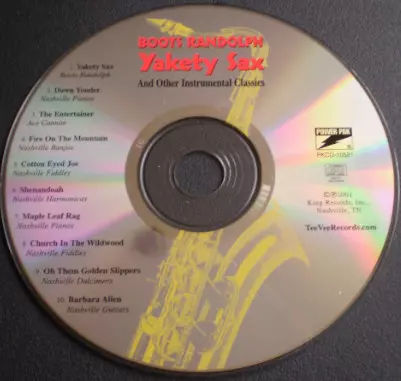 BOOTS RANDOLPH
Yakety Sax
And Other Instrumental Classics
1. Yakety Sax
Boots Randolph
2. Down Yonder
Nashville Pianos
3. The Entertainer
Ace Cannon
4. Fire On The Mountain
Nashville Banjos
5. Cotton Eyed Joe
Nashville Fiddles
6. Shenandoah
Nashville Harmonicas
7. Maple Leaf Rag
Nashville Pianos
8. Church In The Wildwood
Nashville Fiddles
9. Oh Them Golden Slippers
Nashville Dulcimers
10. Barbara Allen
Nashville Guitars
POWER-PAK
King Records, Inc.,
Nashville, TN
TeeVeeRecords.com